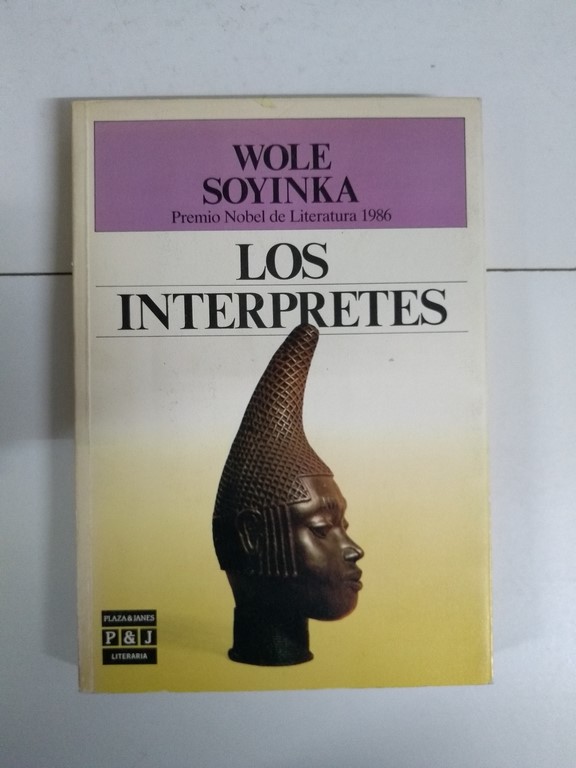 WOLE
SOYINKA
Premio Nobel de Literatura 1986
LOS
INTERPRETES
PLAZA & JANES
P & J
LITERARIA